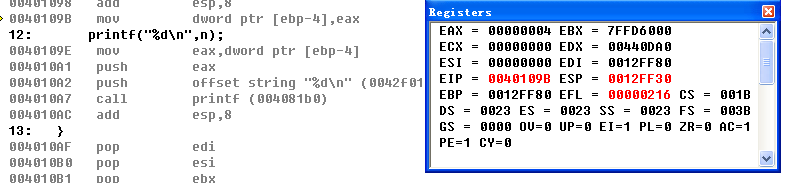 00401098 add esp,8
0040109B mov dword ptr [ebp-4],eax
12: printf("%d\n",n);
0040109E mov eax,dword ptr [ebp-4]
004010A1 push eax
004010A2 push offset string "%d\n" (0042f01
004010A7 call printf (004081b0)
004010AC add esp,8
13: }
004010AF pop edi
004010B0 pop esi
004010B1 pop ebx
Registers
EAX = 00000004 EBX = 7FFD6000
ECX = 00000000 EDX = 00440DA0
ESI = 00000000 EDI = 0012FF80
EIP = 0040109B ESP = 0012FF30
EBP = 0012FF80 EFL = 00000216 CS = 001B
DS = 0023 ES = 0023 SS = 0023 FS = 003B
GS = 0000 OV=0 UP=0 EI=1 PL=0 ZR=0 AC=1
PE=1 CY=0